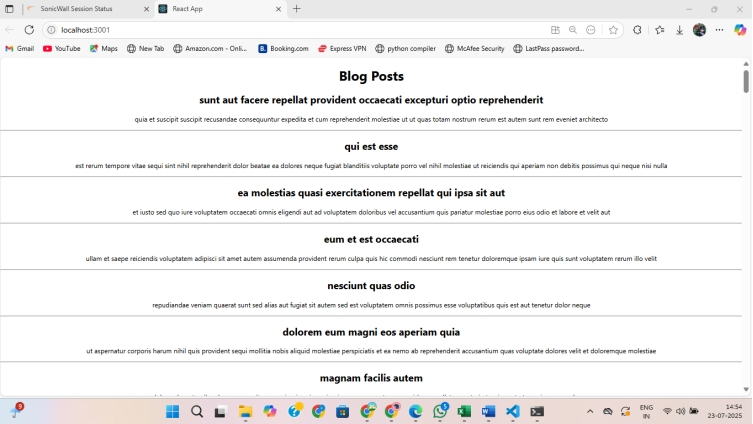 SonicWall Session Status
React App
localhost:3001
Gmail YouTube Maps New Tab Amazon.com - Onli... Booking.com Express VPN python compiler McAfee Security LastPass password...
Blog Posts
sunt aut facere repellat provident occaecati excepturi optio reprehenderit
quia et suscipit suscipit recusandae consequuntur expedita et cum reprehenderit molestiae ut ut quas totam nostrum rerum est autem sunt rem eveniet architecto
qui est esse
est rerum tempore vitae sequi sint nihil reprehenderit dolor beatae ea dolores neque fugiat blanditiis voluptate porro vel nihil molestiae ut reiciendis qui aperiam non debitis possimus qui neque nisi nulla
ea molestias quasi exercitationem repellat qui ipsa sit aut
et iusto sed quo iure voluptatem occaecati omnis eligendi aut ad voluptatem doloribus vel accusantium quis pariatur molestiae porro eius odio et labore et velit aut
eum et est occaecati
ullam et saepe reiciendis voluptatem adipisci sit amet autem assumenda provident rerum culpa quis hic commodi nesciunt rem tenetur doloremque ipsam iure quis sunt voluptatem rerum illo velit
nesciunt quas odio
repudiandae veniam quaerat sunt sed alias aut fugiat sit autem sed est voluptatem omnis possimus esse voluptatibus quis est aut tenetur dolor neque
dolorem eum magni eos aperiam quia
ut aspernatur corporis harum nihil quis provident sequi mollitia nobis aliquid molestiae perspiciatis et ea nemo ab reprehenderit accusantium quas voluptate dolores velit et doloremque molestiae
magnam facilis autem
ENG
IN
14:54
23-07-2025